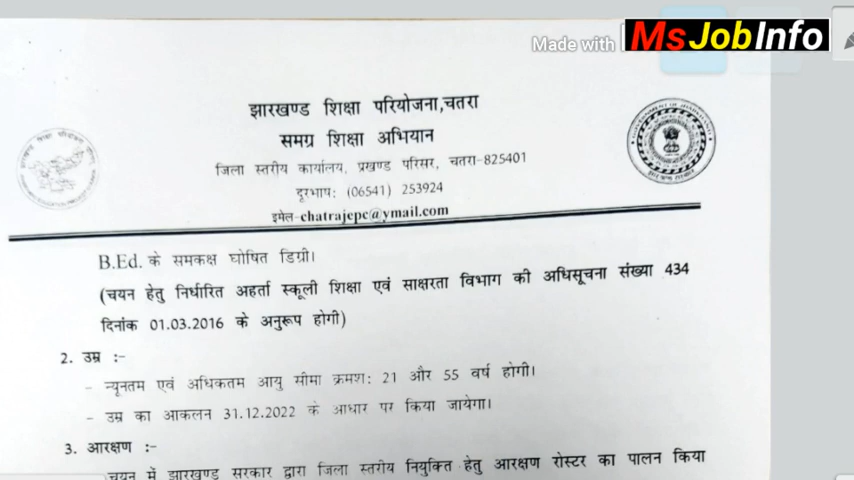 Made with
MsJobInfo
झारखण्ड शिक्षा परियोजना,चतरा
समग्र शिक्षा अभियान
जिला स्तरीय कार्यालय, प्रखण्ड परिसर, चतरा-825401
दूरभाष: (06541) 253924
इमेल-chatrajepc@ymail.com
B.Ed. के समकक्ष घोषित डिग्री।
(चयन हेतु निर्धारित अहर्ता स्कूली शिक्षा एवं साक्षरता विभाग की अधिसूचना संख्या 434
दिनांक 01.03.2016 के अनुरूप होगी)
2. उम्र :-
- न्यूनतम एवं अधिकतम आयु सीमा क्रमश: 21 और 55 वर्ष होगी।
- उम्र का आकलन 31.12.2022 के आधार पर किया जायेगा।
3. आरक्षण :-
चयन में झारखण्ड सरकार द्वारा जिला स्तरीय नियुक्ति हेतु आरक्षण रोस्टर का पालन किया